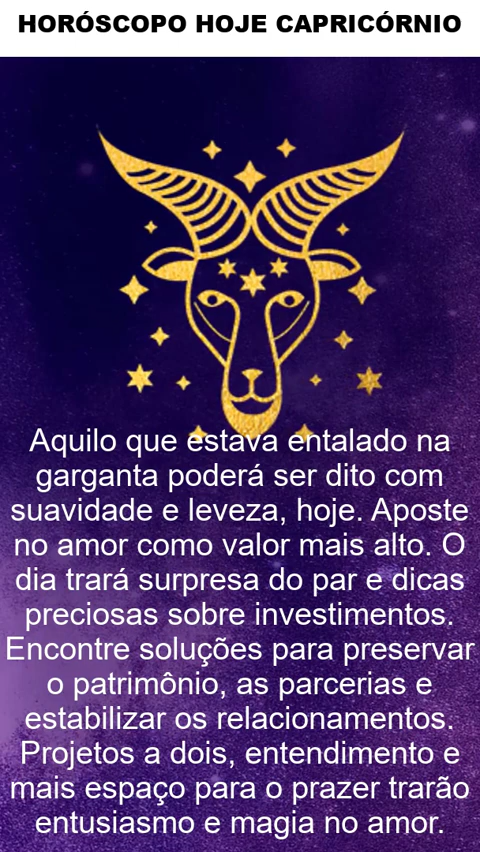 HORÓSCOPO HOJE CAPRICÓRNIO
Aquilo que estava entalado na
garganta poderá ser dito com
suavidade e leveza, hoje. Aposte
no amor como valor mais alto. O
dia trará surpresa do par e dicas
preciosas sobre investimentos.
Encontre soluções para preservar
o patrimônio, as parcerias e
estabilizar os relacionamentos.
Projetos a dois, entendimento e
mais espaço para o prazer trarão
entusiasmo e magia no amor.